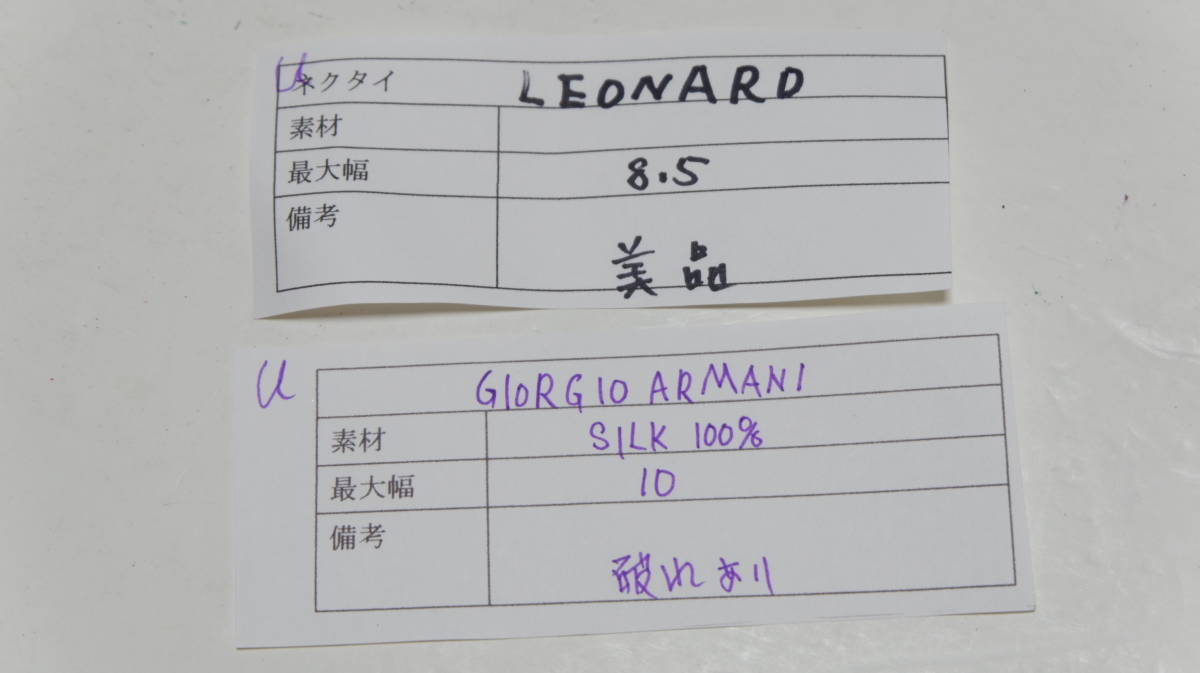 U
ネクタイ LEONARD
素材
最大幅 8.5
備考
美品
U
GIORGIO ARMANI
素材 SILK 100%
最大幅 10
備考
破れあり